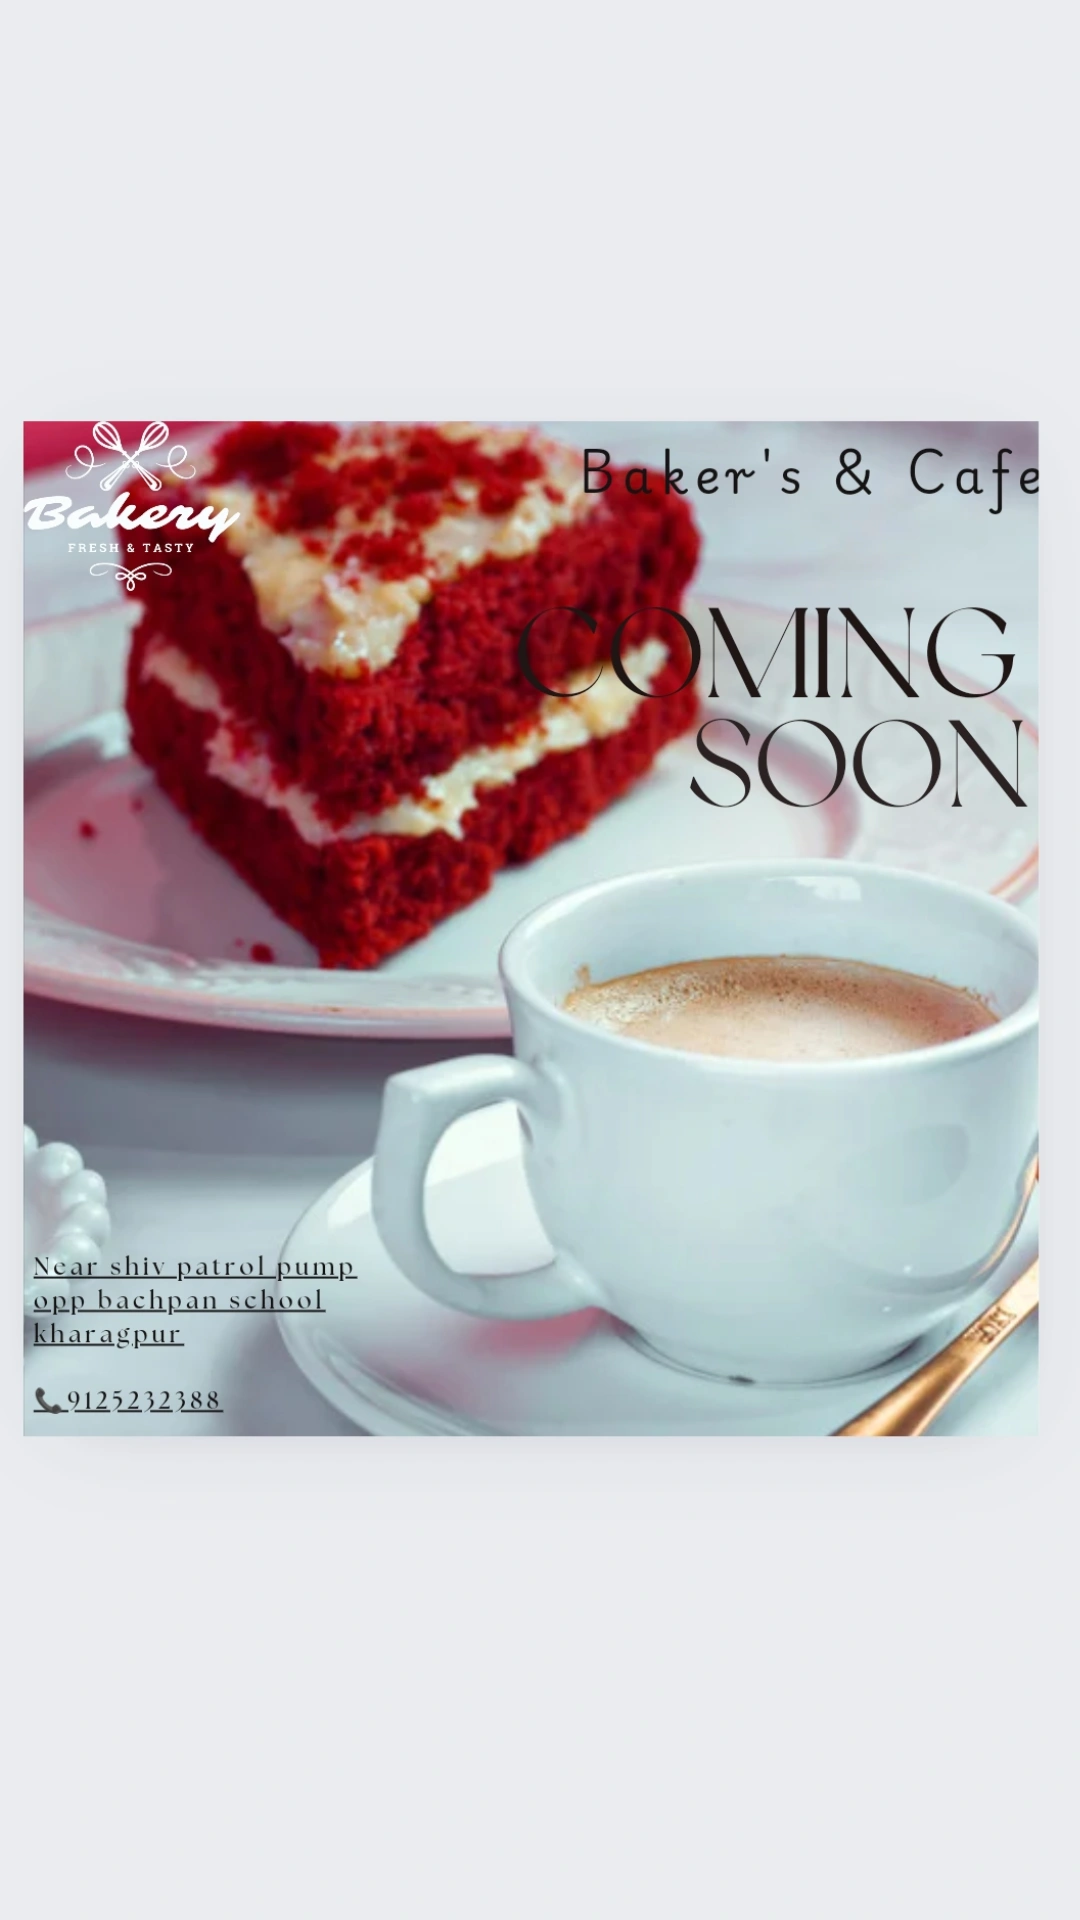 Bakery
FRESH & TASTY
Baker's & Cafe
COMING
SOON
Near shiv patrol pump
opp bachpan school
kharagpur
📞9125232388